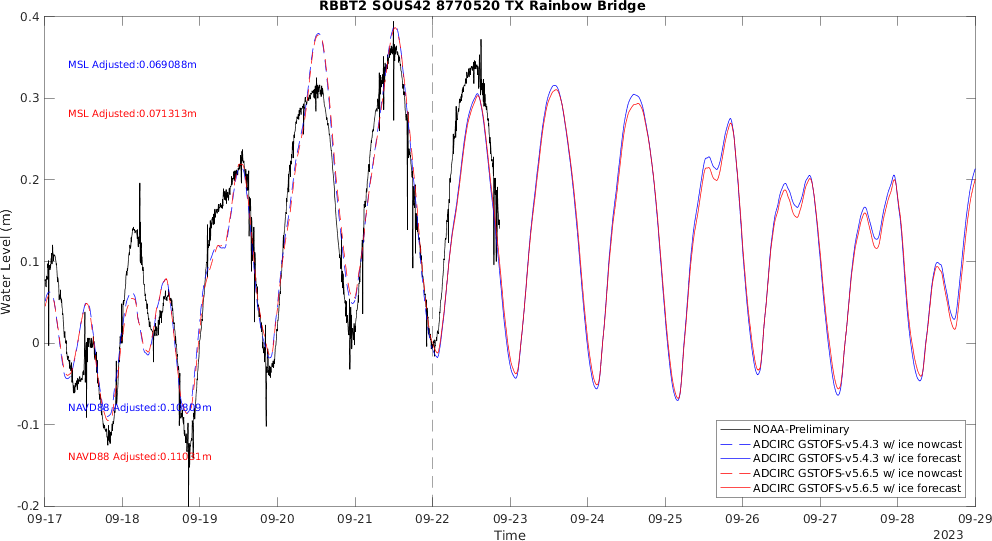 RBBT2 SOUS42 8770520 TX Rainbow Bridge
0.4
0.3
0.2
0.1
0
-0.1
-0.2
Water Level (m)
MSL Adjusted:0.069088m
MSL Adjusted:0.071313m
NAVD88 Adjusted:0.10809m
NAVD88 Adjusted:0.11031m
NOAA-Preliminary
ADCIRC GSTOFS-v5.4.3 w/ ice nowcast
ADCIRC GSTOFS-v5.4.3 w/ ice forecast
ADCIRC GSTOFS-v5.6.5 w/ ice nowcast
ADCIRC GSTOFS-v5.6.5 w/ ice forecast
09-17 09-18 09-19 09-20 09-21 09-22 09-23 09-24 09-25 09-26 09-27 09-28 09-29
Time
2023